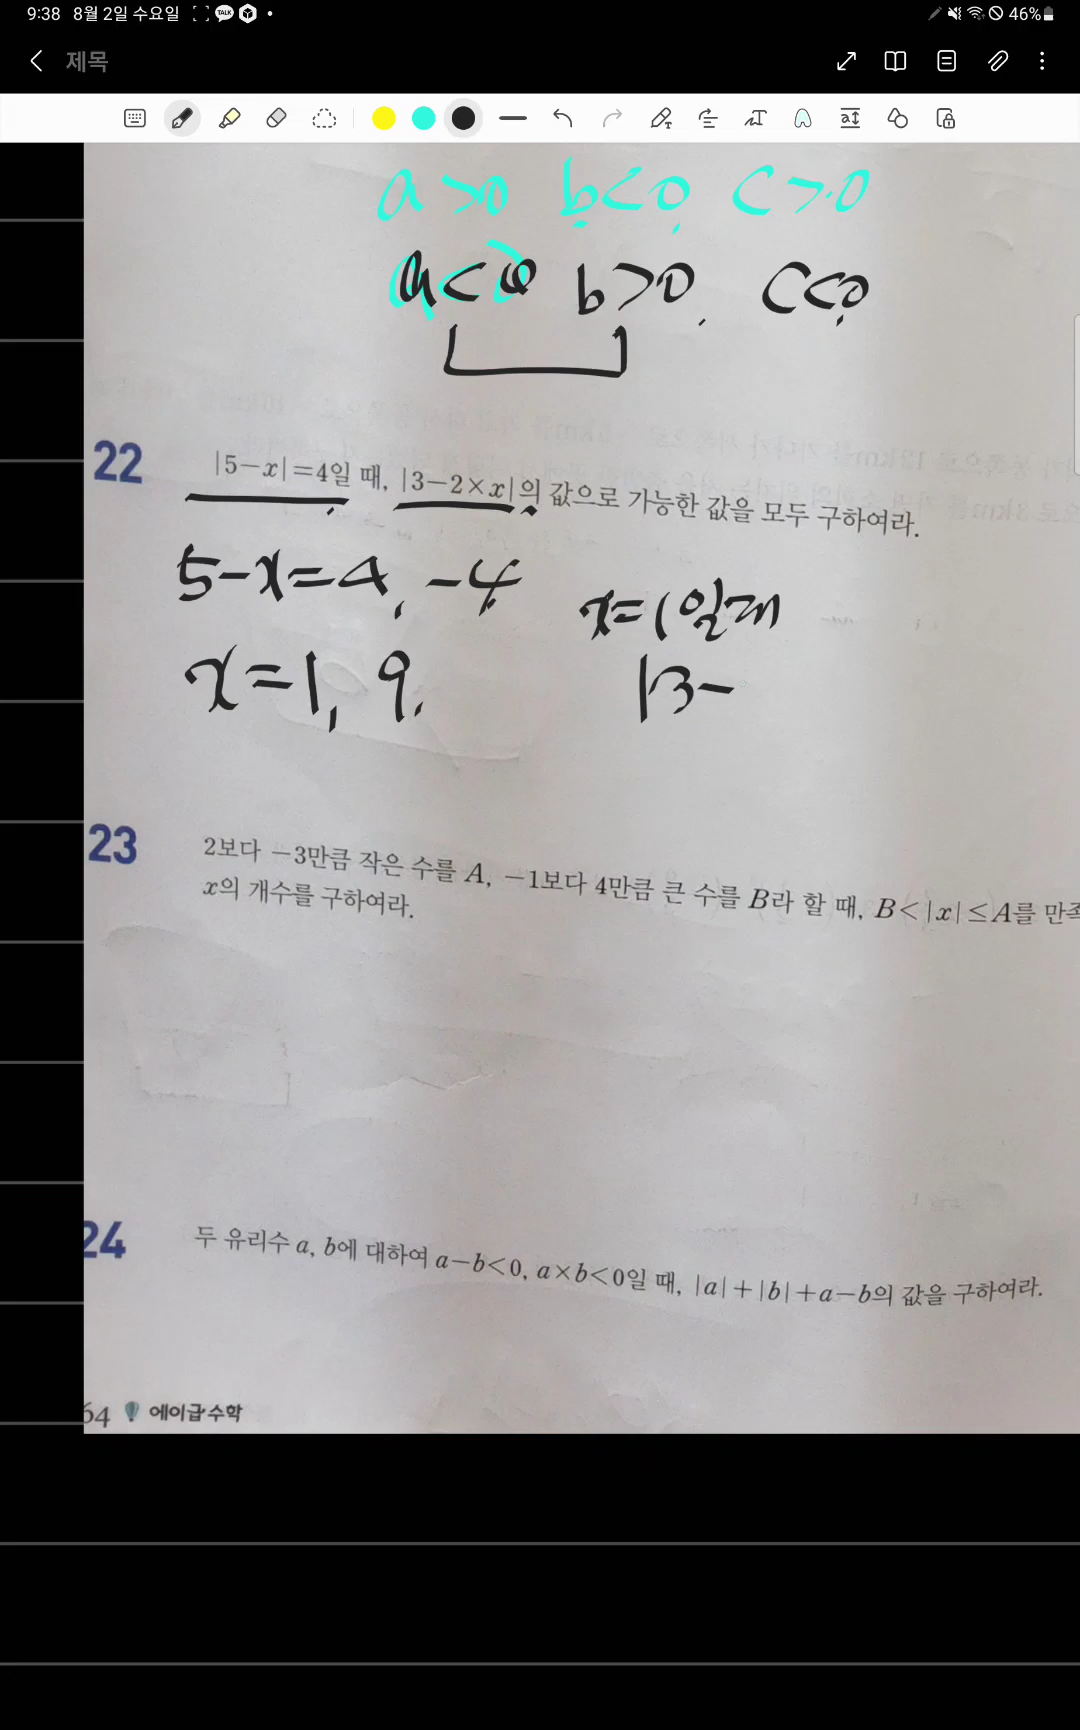 9:38 8월 2일 수요일 TALK 46%
제목
a>0 b<0, c>0
a<0 b>0, c<0
22 |5-x|=4일 때, |3-2×x|의 값으로 가능한 값을 모두 구하여라.
5-x=4, -4
x=1일 때
x=1, 9.
|3-
23 2보다 -3만큼 작은 수를 A, -1보다 4만큼 큰 수를 B라 할 때, B<|x|≤A를 만족
x의 개수를 구하여라.
24 두 유리수 a, b에 대하여 a-b<0, a×b<0일 때, |a|+|b|+a-b의 값을 구하여라.
64 에이급수학